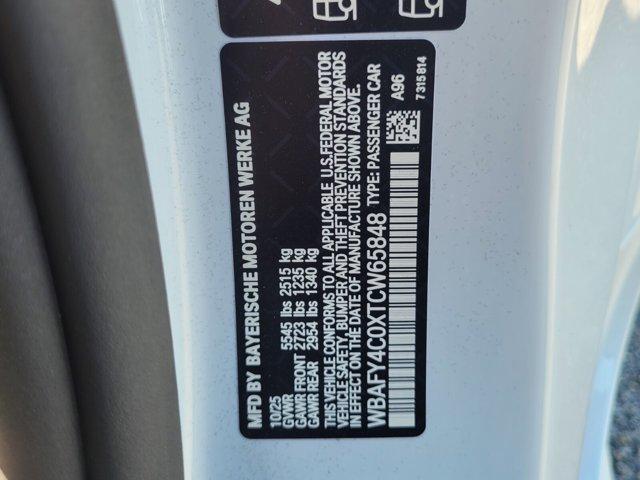 MFD BY BAYERISCHE MOTOREN WERKE AG
10/25
GVWR 5545 lbs 2515 kg
GAWR FRONT 2723 lbs 1235 kg
GAWR REAR 2954 lbs 1340 kg
THIS VEHICLE CONFORMS TO ALL APPLICABLE U.S.FEDERAL MOTOR
VEHICLE SAFETY, BUMPER AND THEFT PREVENTION STANDARDS
IN EFFECT ON THE DATE OF MANUFACTURE SHOWN ABOVE.
WBAFY4C0XTCW65848 TYPE: PASSENGER CAR
A96
7 315 814